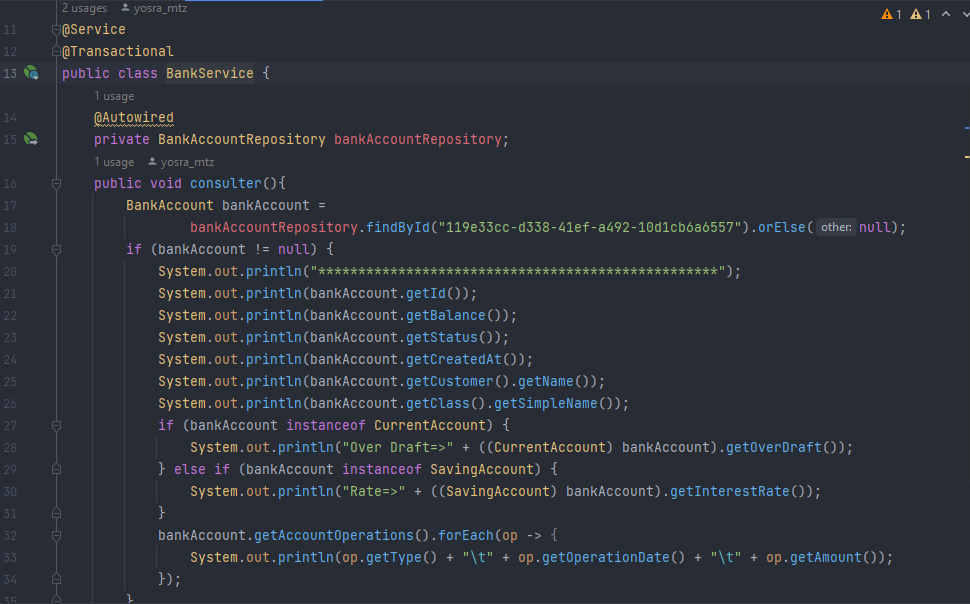 2 usages yosra_mtz
1 1
11 @Service
12 @Transactional
13 public class BankService {
1 usage
14 @Autowired
15 private BankAccountRepository bankAccountRepository;
1 usage yosra_mtz
16 public void consulter(){
17 BankAccount bankAccount =
18 bankAccountRepository.findById("119e33cc-d338-41ef-a492-10d1cb6a6557").orElse( other: null);
19 if (bankAccount != null) {
20 System.out.println("**************************************************");
21 System.out.println(bankAccount.getId());
22 System.out.println(bankAccount.getBalance());
23 System.out.println(bankAccount.getStatus());
24 System.out.println(bankAccount.getCreatedAt());
25 System.out.println(bankAccount.getCustomer().getName());
26 System.out.println(bankAccount.getClass().getSimpleName());
27 if (bankAccount instanceof CurrentAccount) {
28 System.out.println("Over Draft=>" + ((CurrentAccount) bankAccount).getOverDraft());
29 } else if (bankAccount instanceof SavingAccount) {
30 System.out.println("Rate=>" + ((SavingAccount) bankAccount).getInterestRate());
31 }
32 bankAccount.getAccountOperations().forEach(op -> {
33 System.out.println(op.getType() + "\t" + op.getOperationDate() + "\t" + op.getAmount());
34 });
35 }